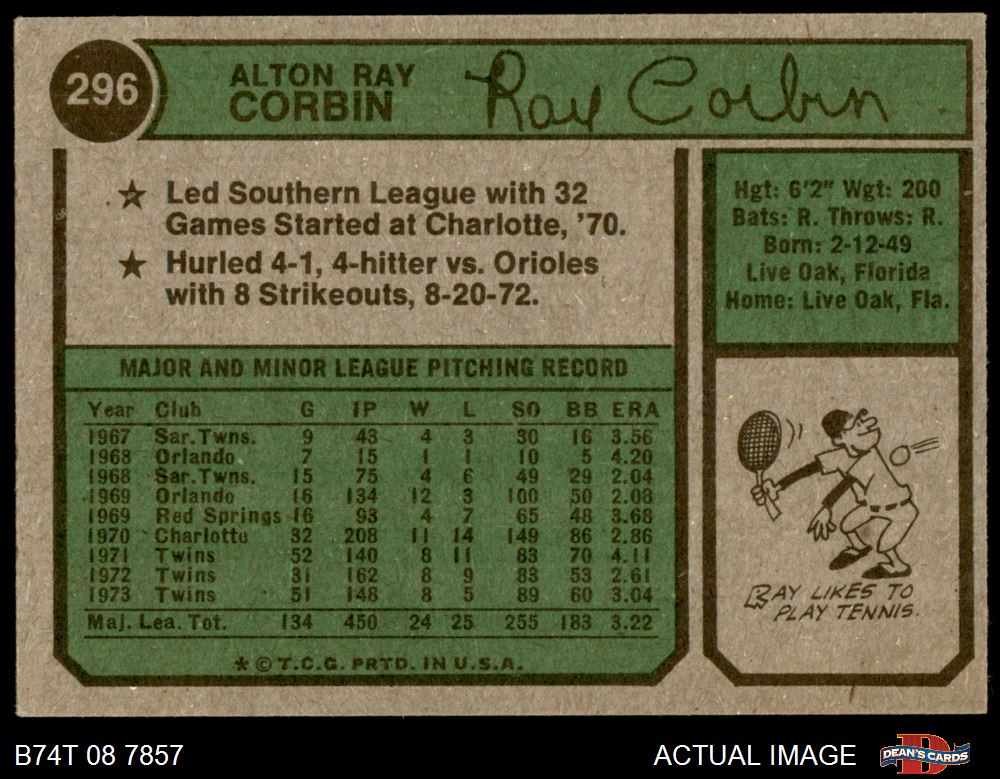 296
ALTON RAY
CORBIN
Ray Corbin
Led Southern League with 32
Games Started at Charlotte, '70.
Hurled 4-1, 4-hitter vs. Orioles
with 8 Strikeouts, 8-20-72.
Hgt: 6'2" Wgt: 200
Bats: R. Throws: R.
Born: 2-12-49
Live Oak, Florida
Home: Live Oak, Fla.
MAJOR AND MINOR LEAGUE PITCHING RECORD
Year Club G IP W L SO BB ERA
1967 Sar.Twns. 9 43 4 3 30 16 3.56
1968 Orlando 7 15 1 1 10 5 4.20
1968 Sar.Twns. 15 75 4 6 49 29 2.04
1969 Orlando 16 134 12 3 100 50 2.08
1969 Red Springs 16 93 4 7 65 48 3.68
1970 Charlotte 32 208 11 14 149 86 2.86
1971 Twins 52 140 8 11 83 70 4.11
1972 Twins 31 162 8 9 83 53 2.61
1973 Twins 51 148 8 5 89 60 3.04
Maj. Lea. Tot. 134 450 24 25 255 183 3.22
* © T.C.G. PRTD. IN U.S.A.
RAY LIKES TO
PLAY TENNIS.
B74T 08 7857
ACTUAL IMAGE
DEAN'S CARDS